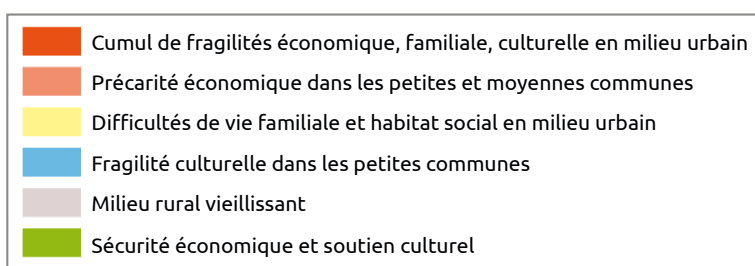 Cumul de fragilités économique, familiale, culturelle en milieu urbain
Précarité économique dans les petites et moyennes communes
Difficultés de vie familiale et habitat social en milieu urbain
Fragilité culturelle dans les petites communes
Milieu rural vieillissant
Sécurité économique et soutien culturel